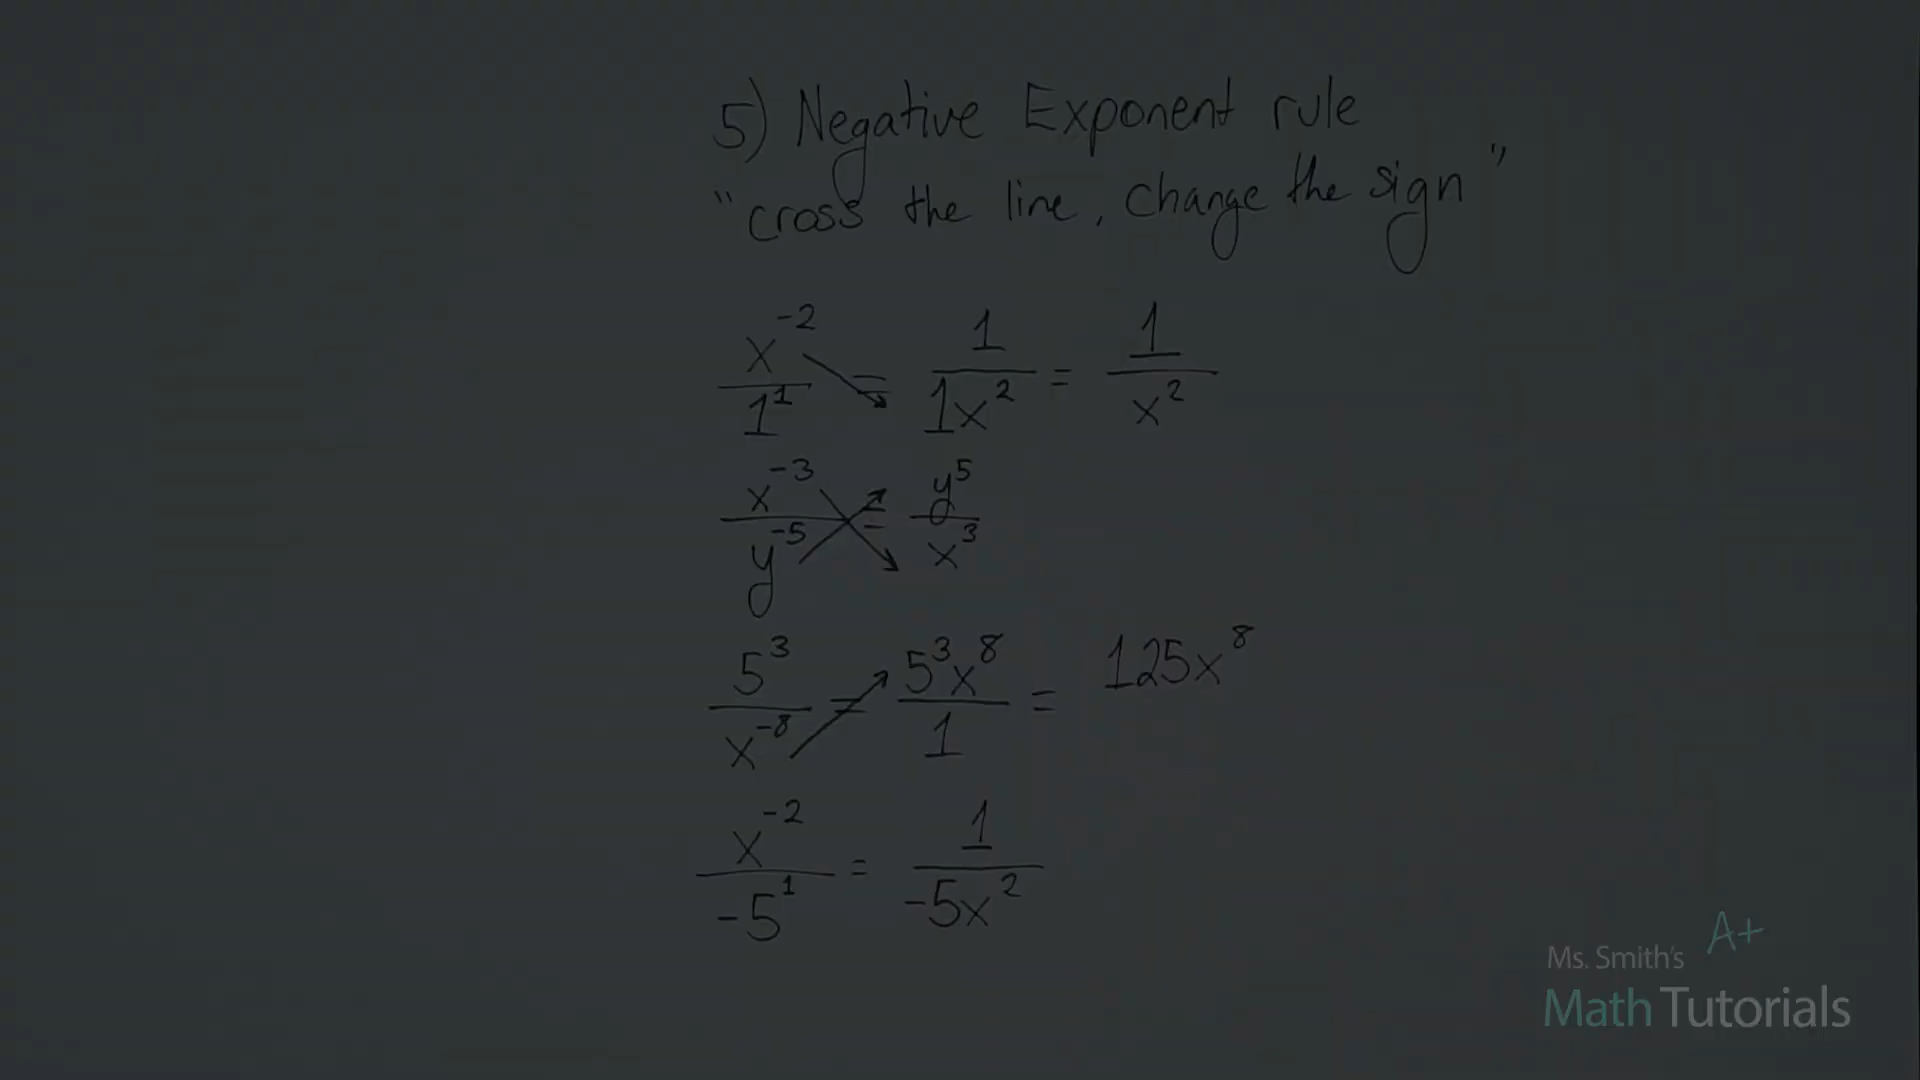 5) Negative Exponent rule
"cross the line, change the sign"
x^-2/1^1 = 1/1x^2 = 1/x^2
x^-3/y^-5 = y^5/x^3
5^3/x^-8 = 5^3x^8/1 = 125x^8
x^-2/-5^1 = 1/-5x^2
A+
Ms. Smith's
Math Tutorials